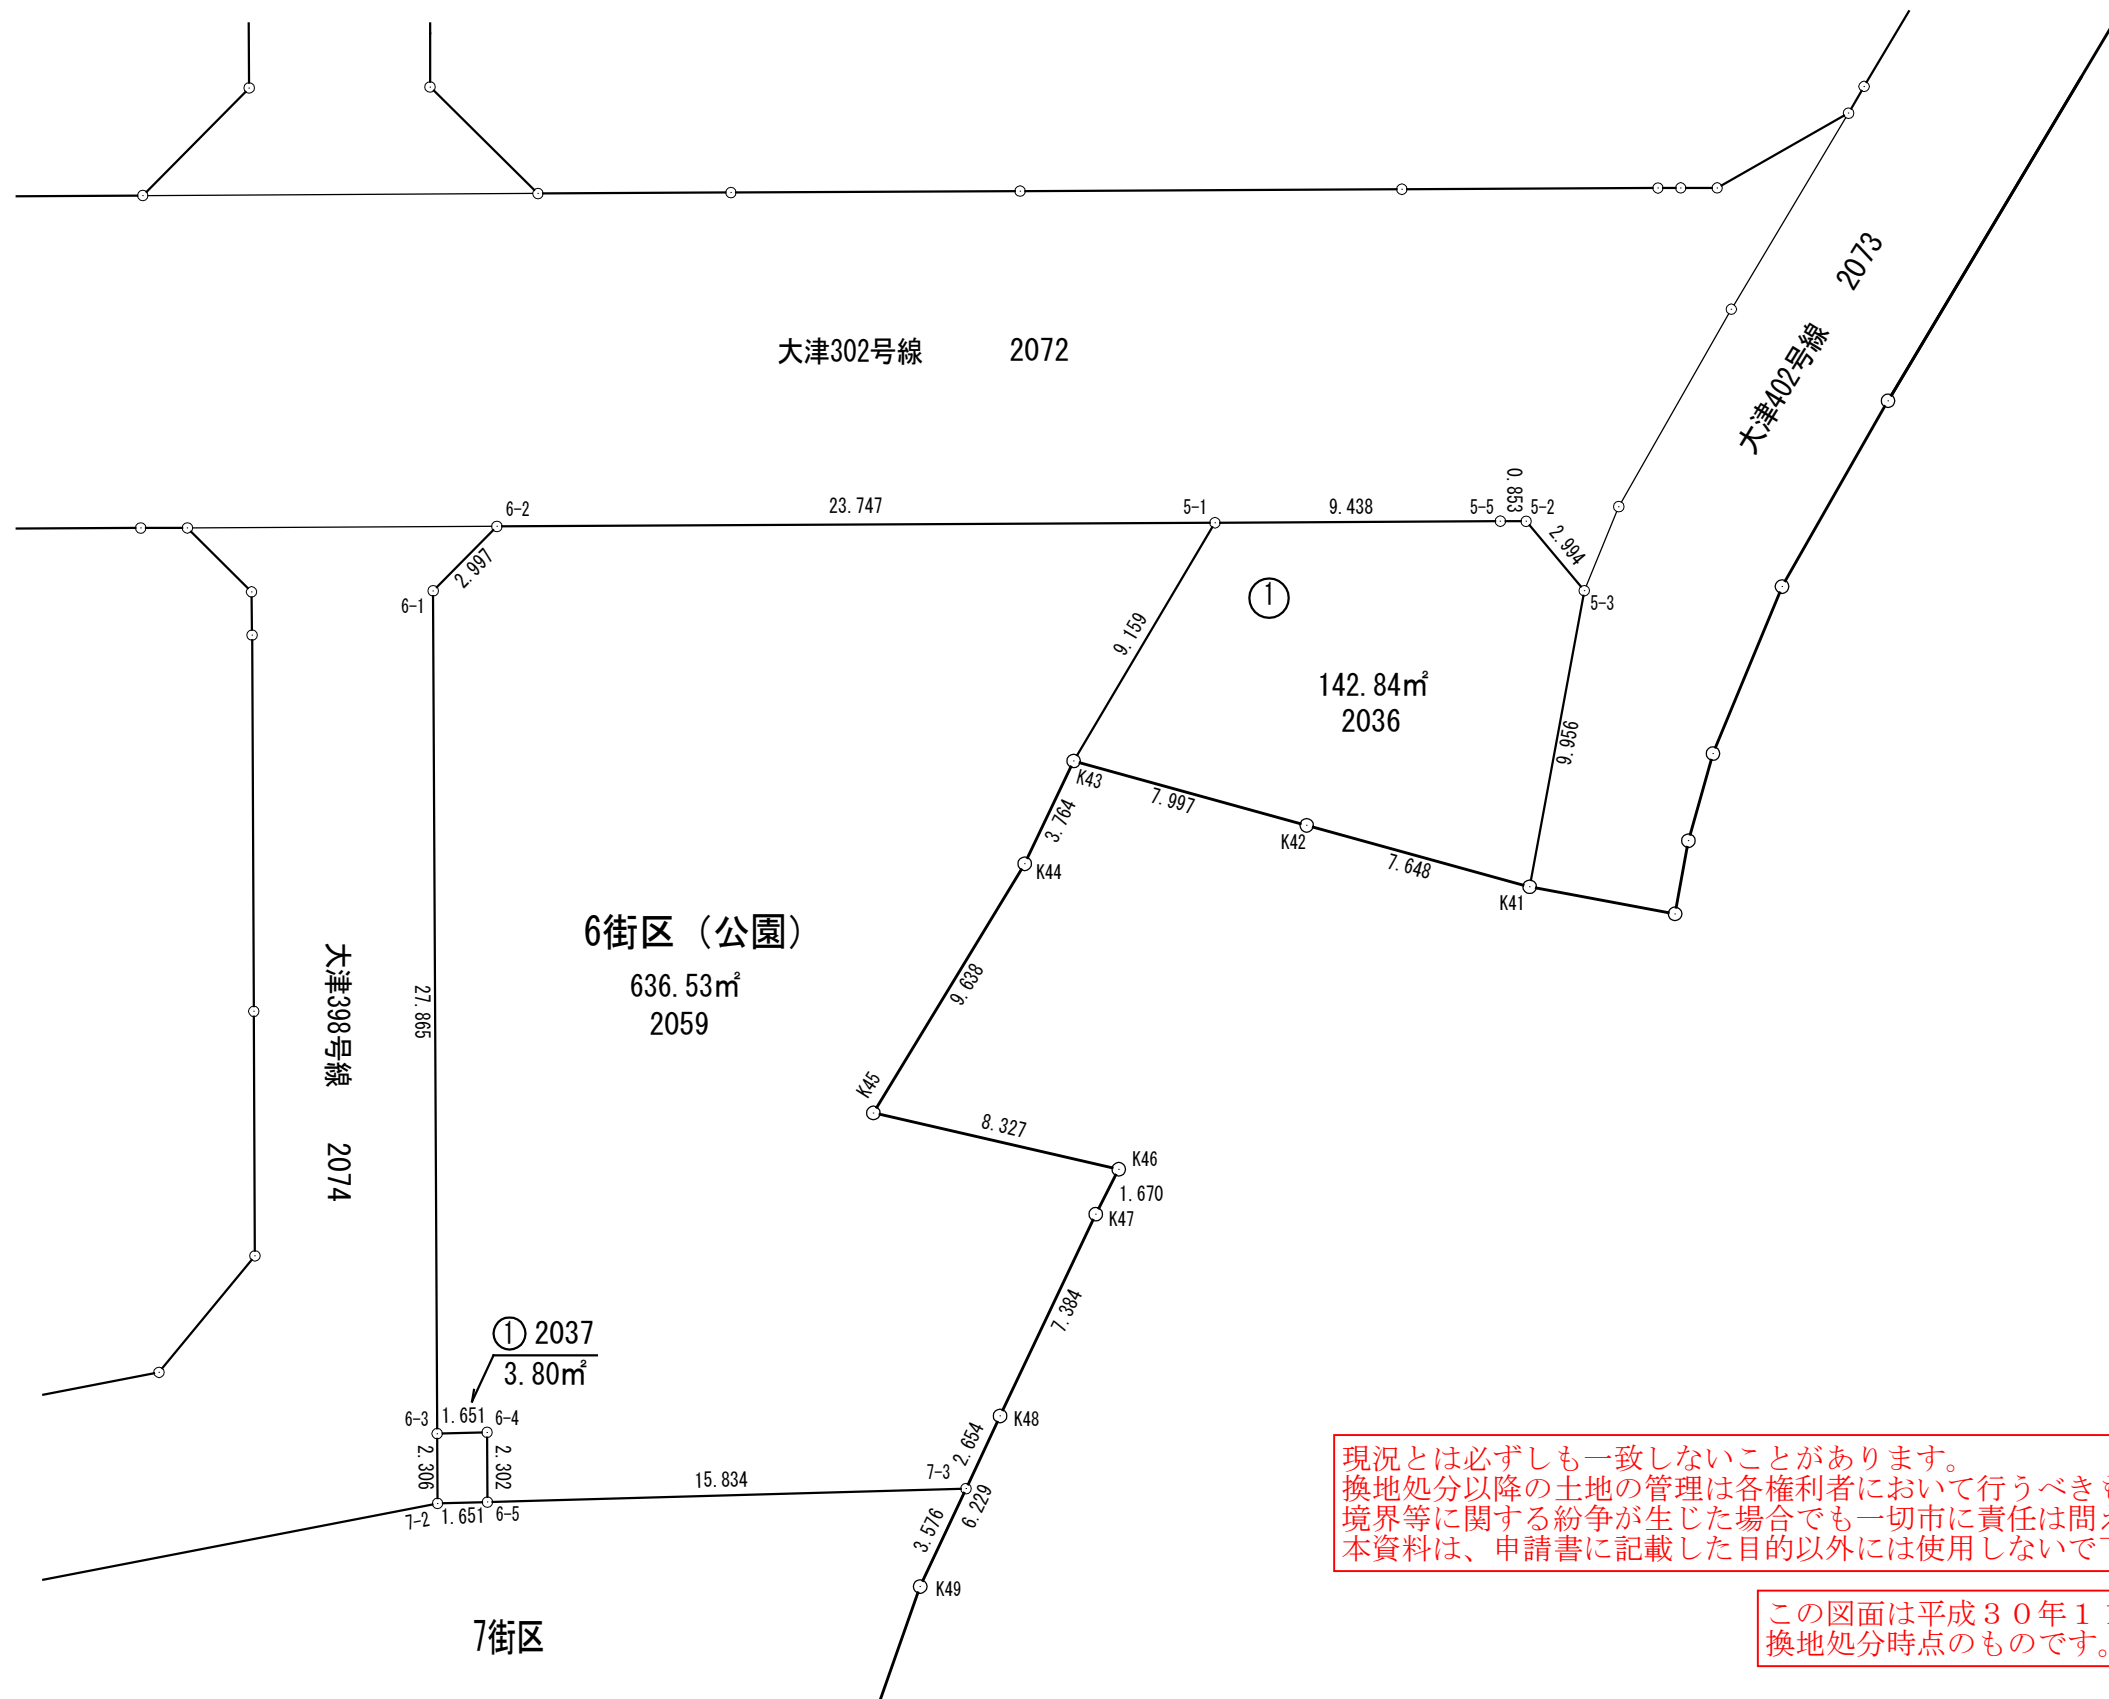 大津302号線 2072
大津402号線 2073
6-2
23.747
5-1
9.438
5-5
0.853
5-2
2.997
2.994
6-1
5-3
①
9.159
142.84㎡
2036
9.956
K43
7.997
3.764
K42
K44
7.648
K41
6街区（公園）
636.53㎡
2059
大津398号線 2074
27.865
9.638
K45
8.327
K46
1.670
K47
7.384
① 2037
3.80㎡
6-3
1.651
6-4
K48
2.306
2.302
2.654
15.834
7-3
7-2
1.651
6-5
6.229
3.576
K49
7街区
現況とは必ずしも一致しないことがあります。
換地処分以降の土地の管理は各権利者において行うべき
境界等に関する紛争が生じた場合でも一切市に責任は問
本資料は、申請書に記載した目的以外には使用しないで
この図面は平成３０年１
換地処分時点のものです。